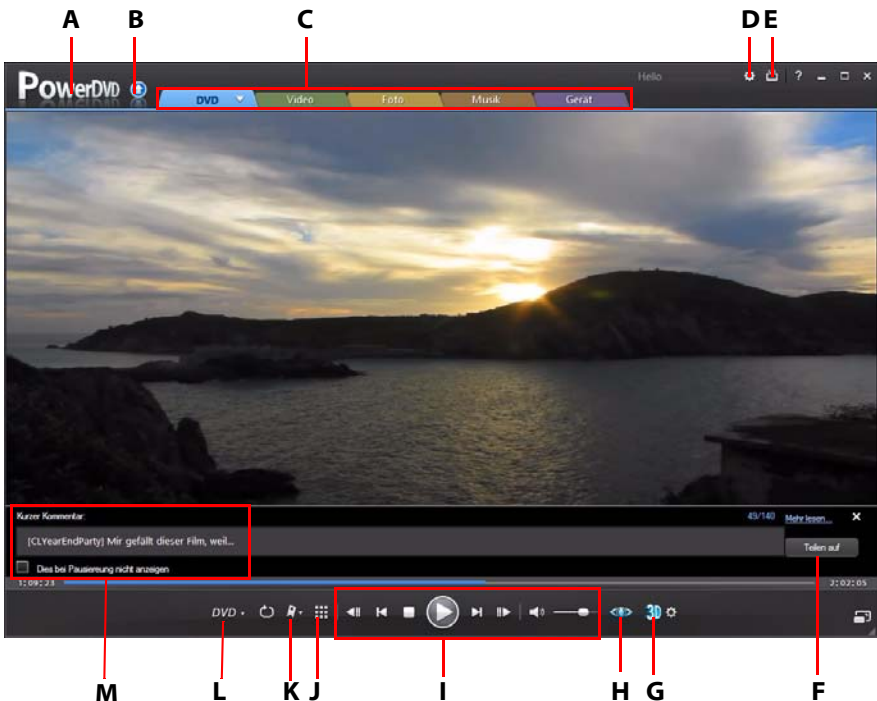 A B C D E
PowerDVD
Hello
?
DVD Video Foto Musik Gerät
Kurzer Kommentar:
49/140 Mehr lesen...
[CLYearEndParty] Mir gefällt dieser Film, weil...
Teilen auf
Dies bei Pausiereung nicht anzeigen
1:09:23 2:02:05
DVD
3D
M L K J I H G F